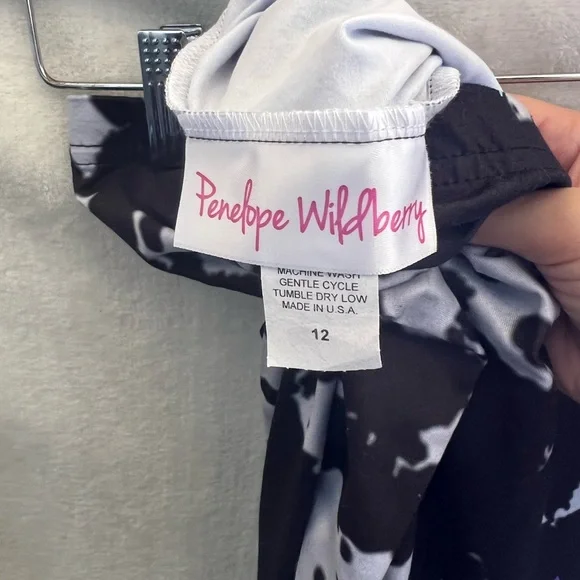 Penelope Wildberry
MACHINE WASH
GENTLE CYCLE
TUMBLE DRY LOW
MADE IN U.S.A.
12